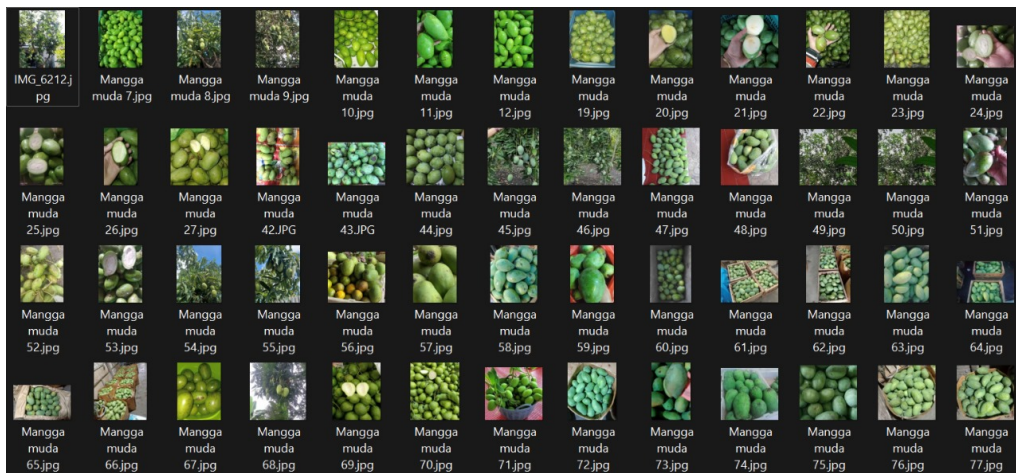 IMG_6212.j
pg
Mangga
muda 7.jpg
Mangga
muda 8.jpg
Mangga
muda 9.jpg
Mangga
muda
10.jpg
Mangga
muda
11.jpg
Mangga
muda
12.jpg
Mangga
muda
19.jpg
Mangga
muda
20.jpg
Mangga
muda
21.jpg
Mangga
muda
22.jpg
Mangga
muda
23.jpg
Mangga
muda
24.jpg
Mangga
muda
25.jpg
Mangga
muda
26.jpg
Mangga
muda
27.jpg
Mangga
muda
42.JPG
Mangga
muda
43.JPG
Mangga
muda
44.jpg
Mangga
muda
45.jpg
Mangga
muda
46.jpg
Mangga
muda
47.jpg
Mangga
muda
48.jpg
Mangga
muda
49.jpg
Mangga
muda
50.jpg
Mangga
muda
51.jpg
Mangga
muda
52.jpg
Mangga
muda
53.jpg
Mangga
muda
54.jpg
Mangga
muda
55.jpg
Mangga
muda
56.jpg
Mangga
muda
57.jpg
Mangga
muda
58.jpg
Mangga
muda
59.jpg
Mangga
muda
60.jpg
Mangga
muda
61.jpg
Mangga
muda
62.jpg
Mangga
muda
63.jpg
Mangga
muda
64.jpg
Mangga
muda
65.jpg
Mangga
muda
66.jpg
Mangga
muda
67.jpg
Mangga
muda
68.jpg
Mangga
muda
69.jpg
Mangga
muda
70.jpg
Mangga
muda
71.jpg
Mangga
muda
72.jpg
Mangga
muda
73.jpg
Mangga
muda
74.jpg
Mangga
muda
75.jpg
Mangga
muda
76.jpg
Mangga
muda
77.jpg